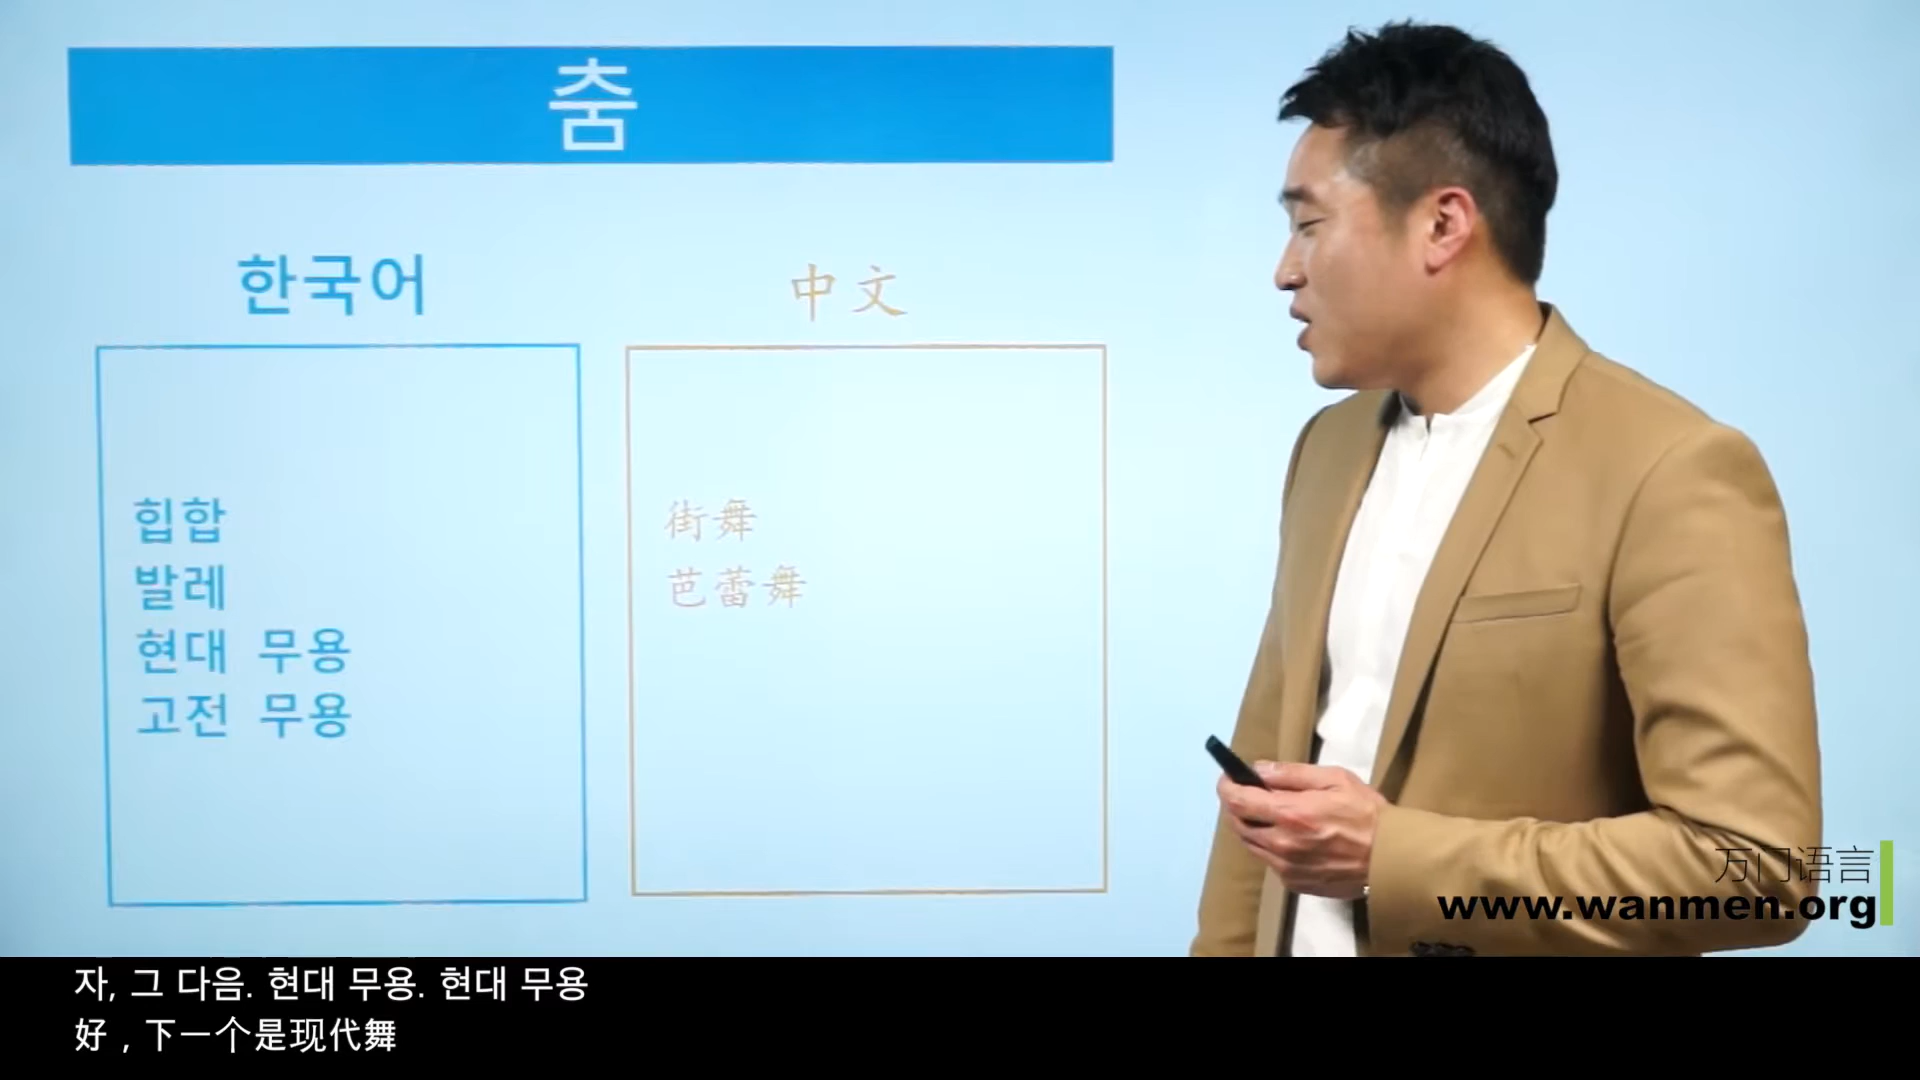 춤
한국어
中文
힙합
발레
현대 무용
고전 무용
街舞
芭蕾舞
万门语言
www.wanmen.org
자, 그 다음. 현대 무용. 현대 무용
好，下一个是现代舞